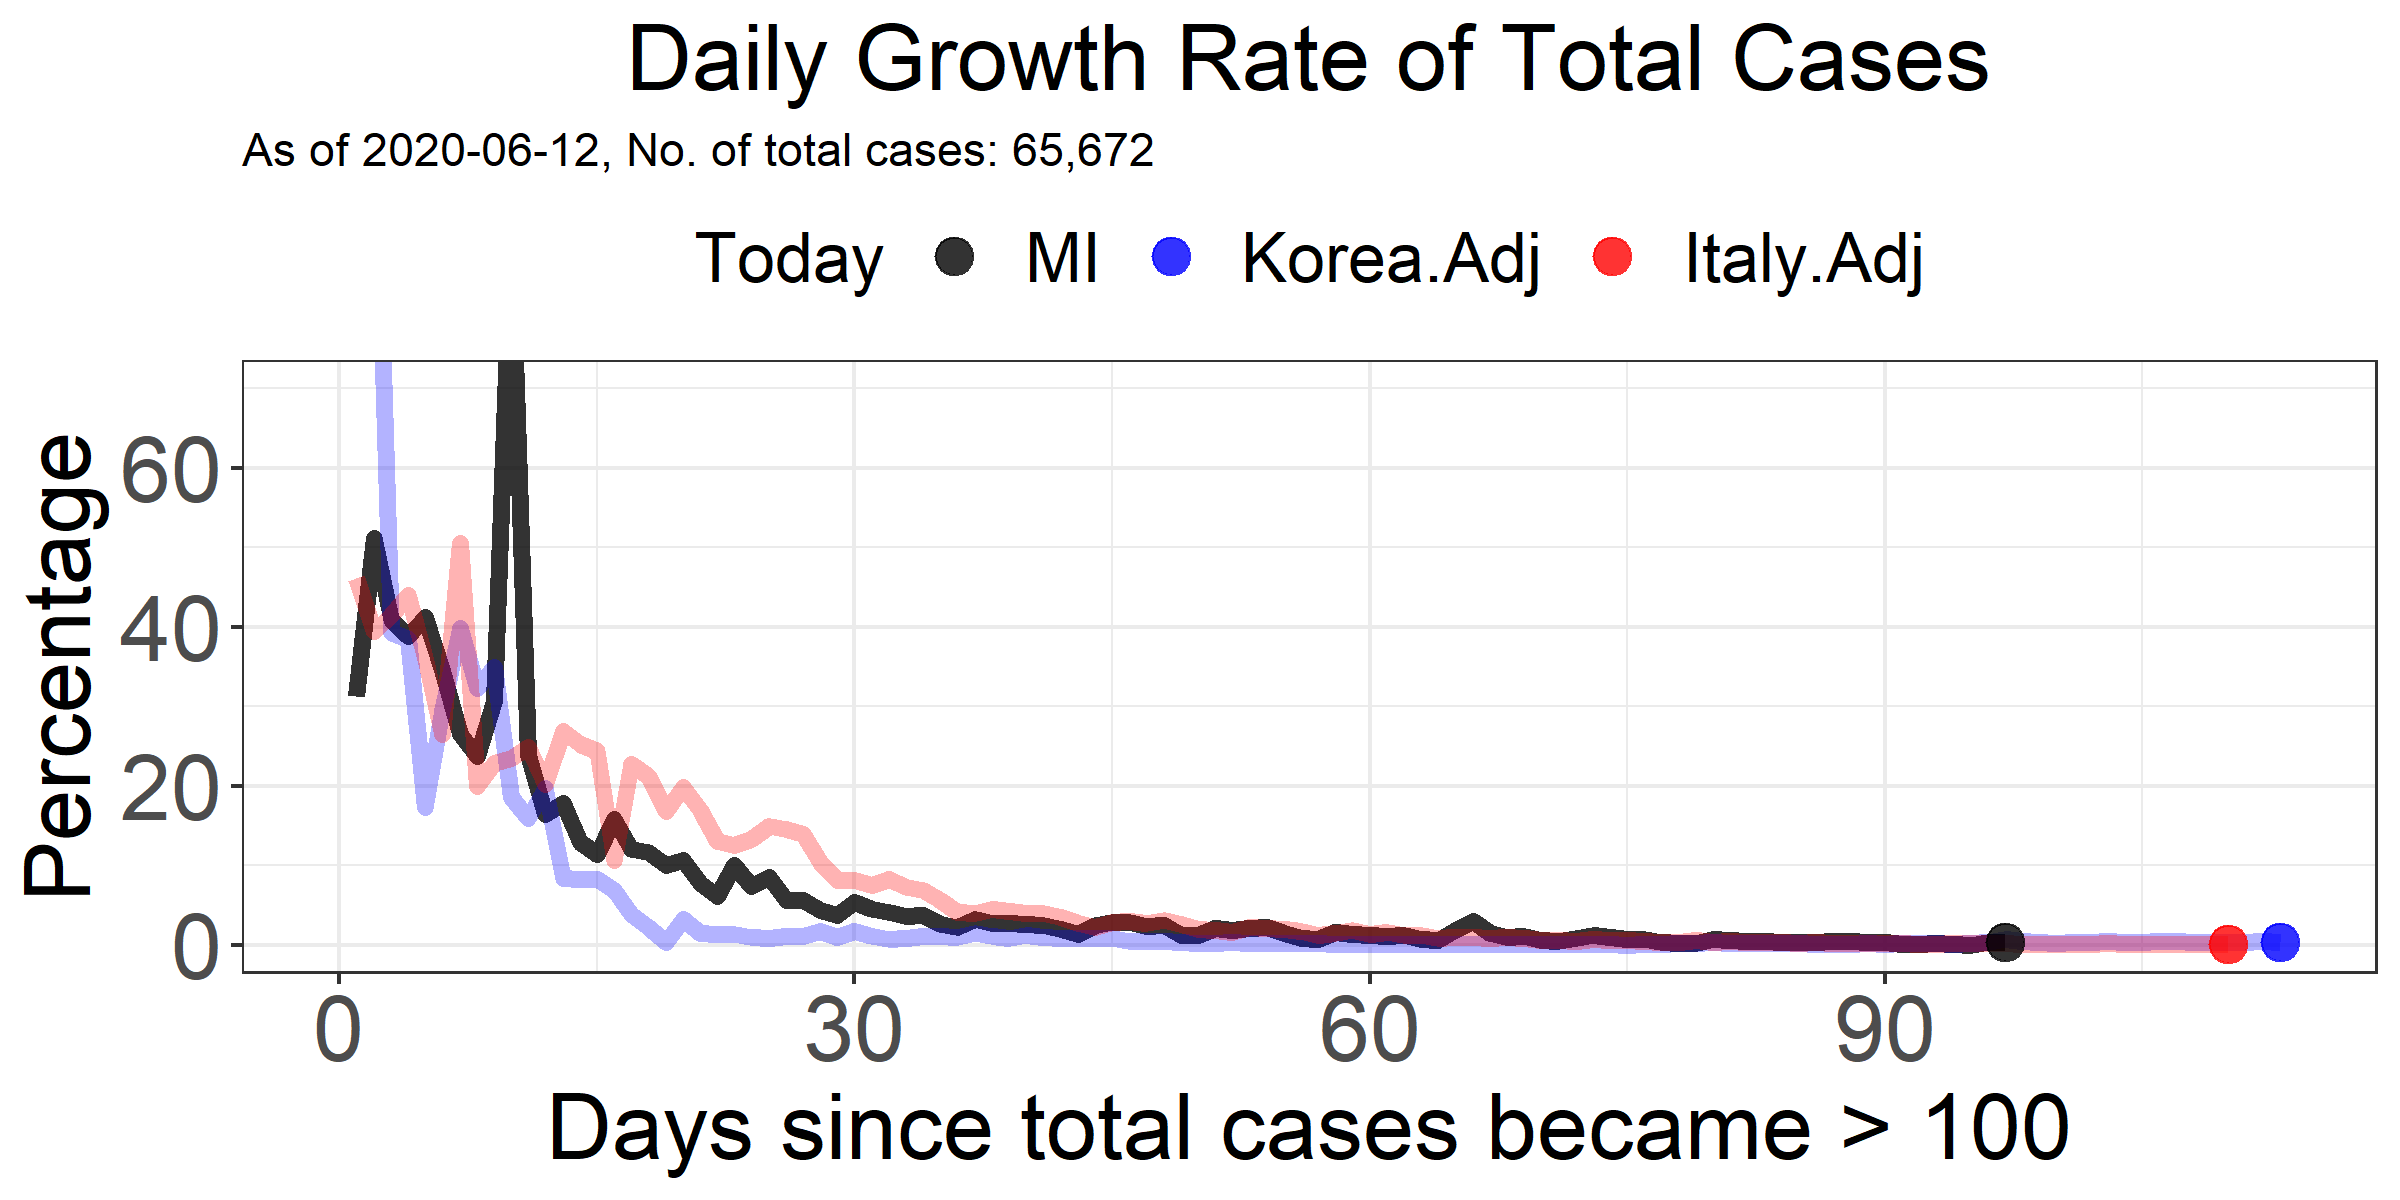 Daily Growth Rate of Total Cases
As of 2020-06-12, No. of total cases: 65,672
Today MI Korea.Adj Italy.Adj
Percentage
60
40
20
0
0 30 60 90
Days since total cases became > 100